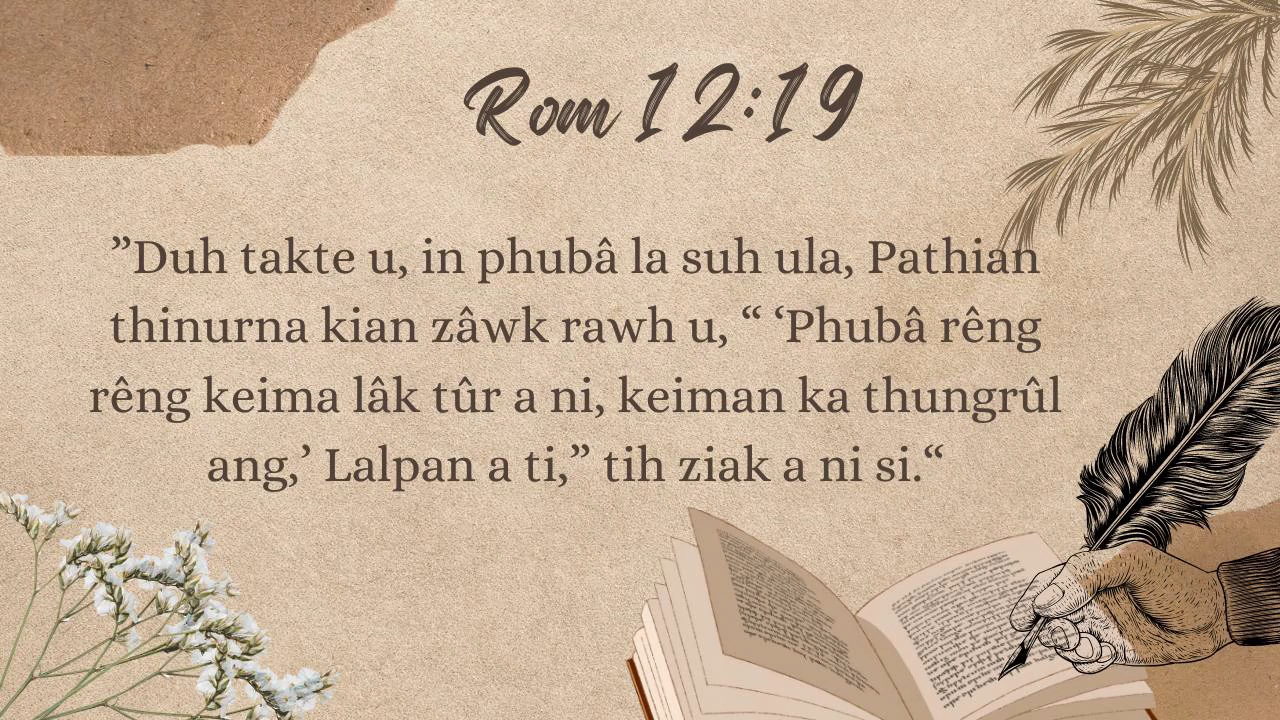 Rom 12:19
”Duh takte u, in phubâ la suh ula, Pathian
thinurna kian zâwk rawh u, “ ‘Phubâ rêng
rêng keima lâk tûr a ni, keiman ka thungrûl
ang,’ Lalpan a ti,” tih ziak a ni si.“